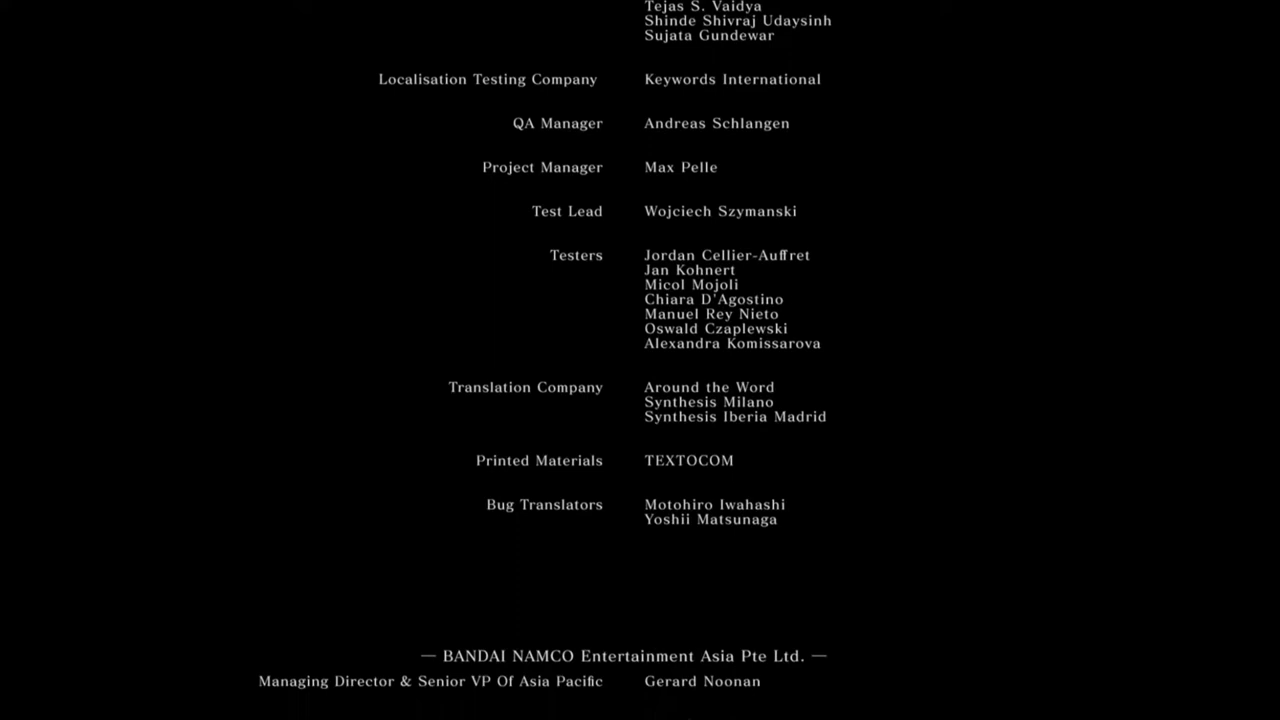 Tejas S. Vaidya
Shinde Shivraj Udaysinh
Sujata Gundewar
Localisation Testing Company Keywords International
QA Manager Andreas Schlangen
Project Manager Max Pelle
Test Lead Wojciech Szymanski
Testers Jordan Cellier-Auffret
Jan Kohnert
Micol Mojoli
Chiara D'Agostino
Manuel Rey Nieto
Oswald Czaplewski
Alexandra Komissarova
Translation Company Around the Word
Synthesis Milano
Synthesis Iberia Madrid
Printed Materials TEXTOCOM
Bug Translators Motohiro Iwahashi
Yoshii Matsunaga
— BANDAI NAMCO Entertainment Asia Pte Ltd. —
Managing Director & Senior VP Of Asia Pacific Gerard Noonan